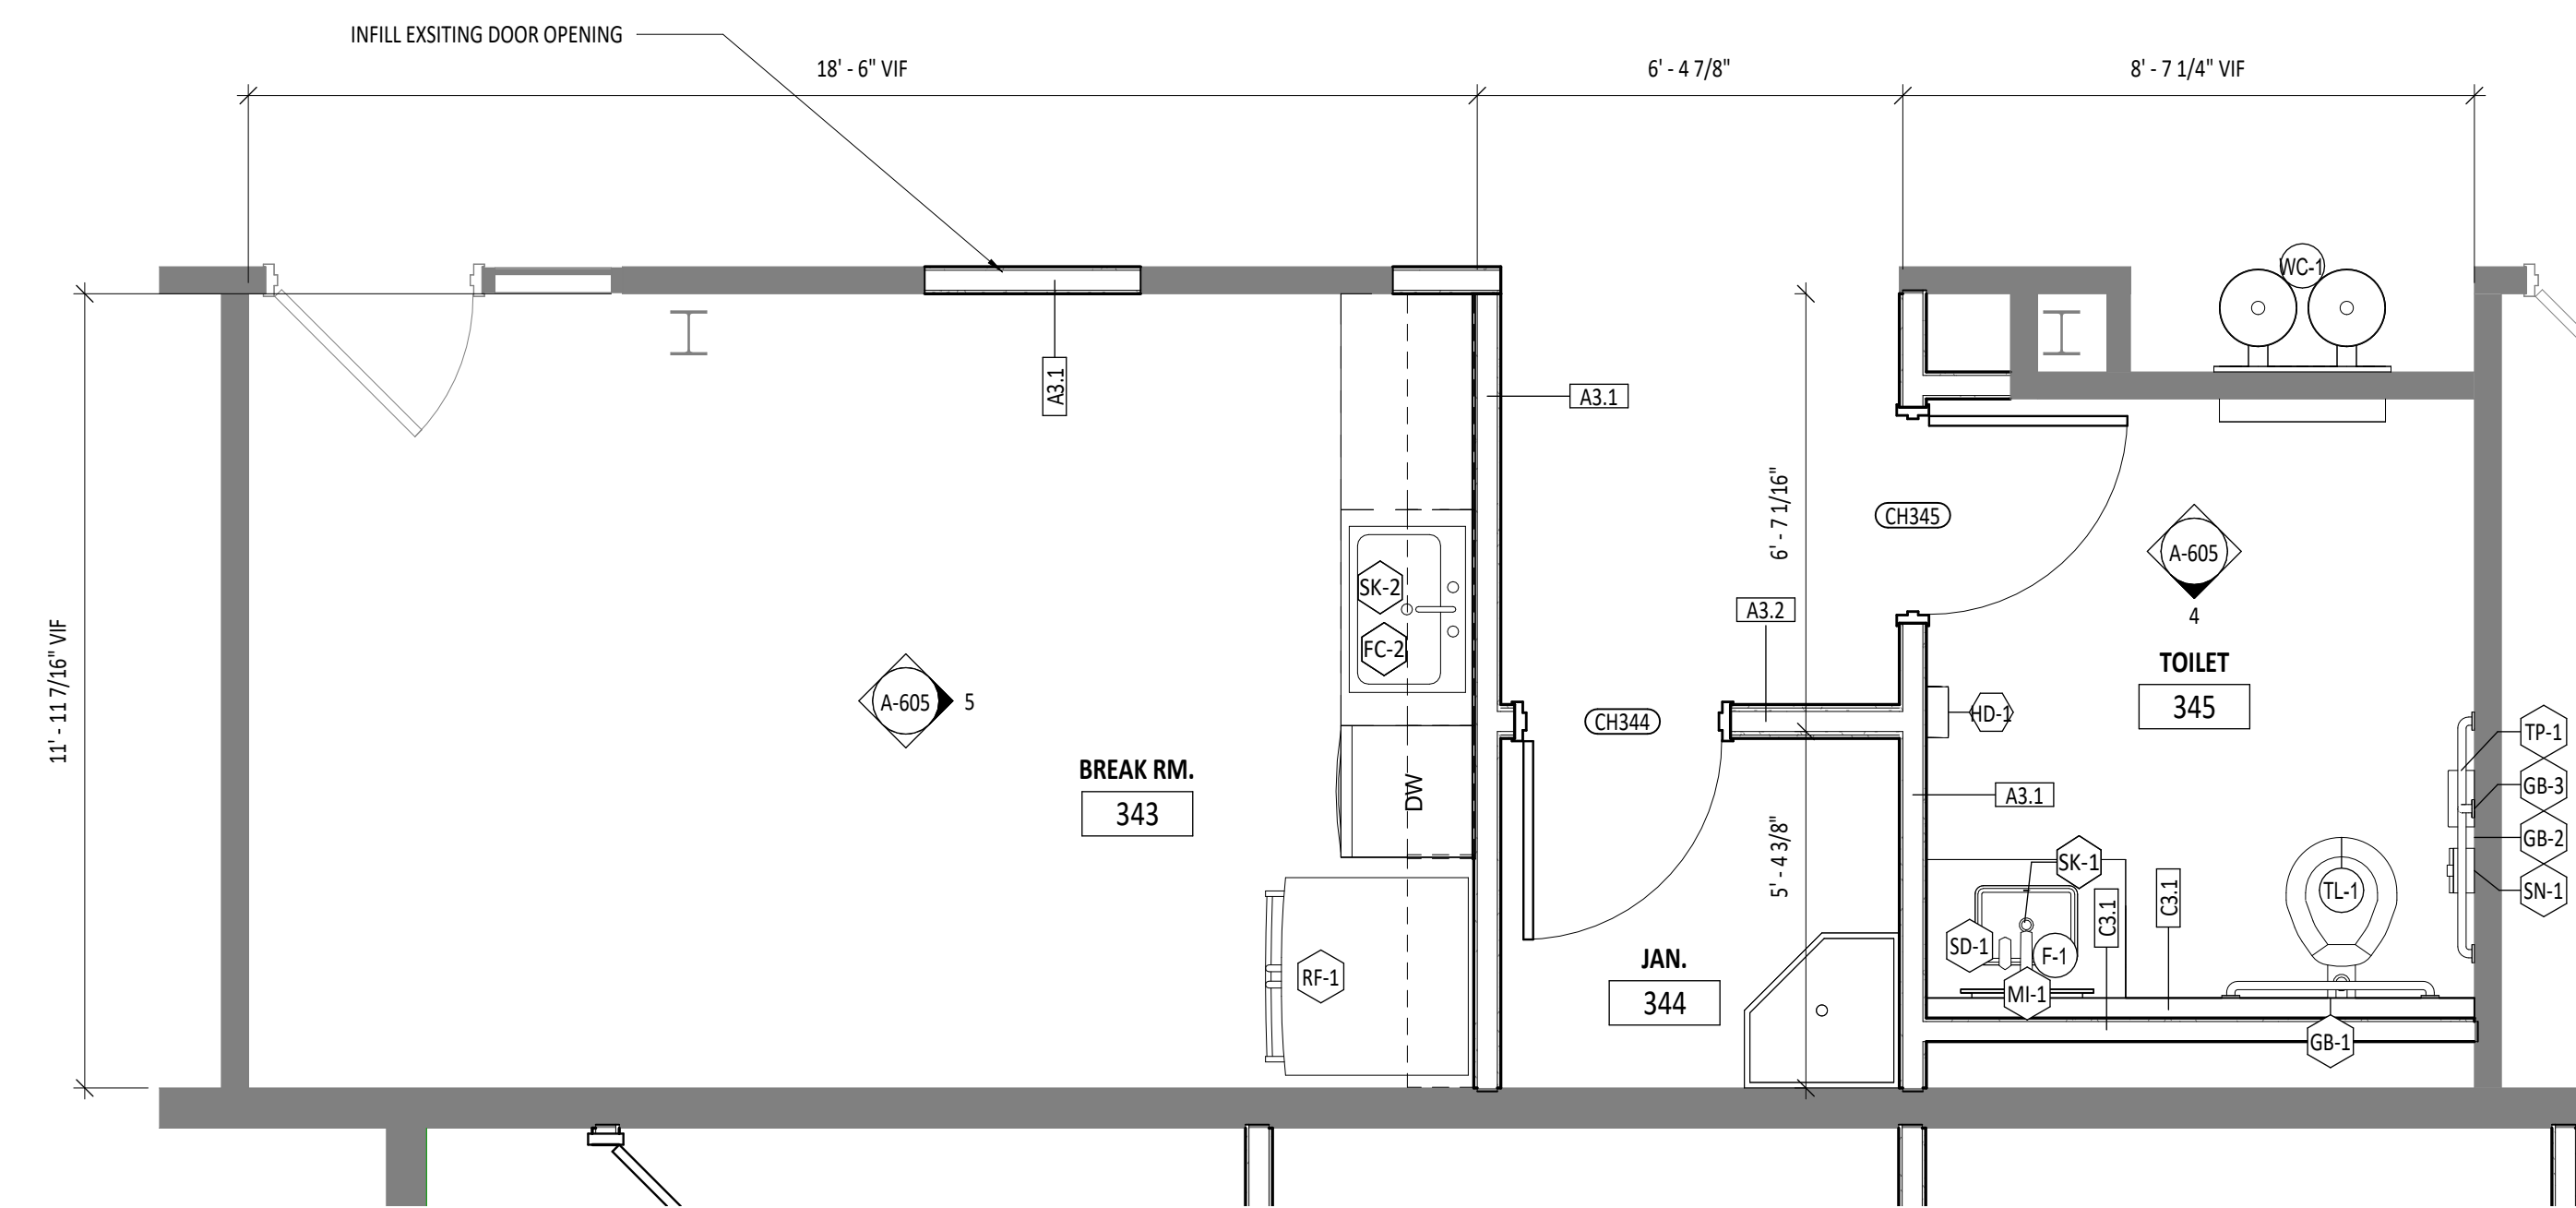 INFILL EXSITING DOOR OPENING
18' - 6" VIF
6' - 4 7/8"
8' - 7 1/4" VIF
WC-1
A3.1
A3.1
6' - 7 1/16"
CH345
A-605
4
SK-2
FC-2
A3.2
11' - 11 7/16" VIF
A-605
5
TOILET
345
CH344
HD-1
TP-1
BREAK RM.
343
DW
A3.1
GB-3
GB-2
5' - 4 3/8"
SK-1
C3.1
C3.1
TL-1
SN-1
SD-1
F-1
JAN.
344
RF-1
MI-1
GB-1